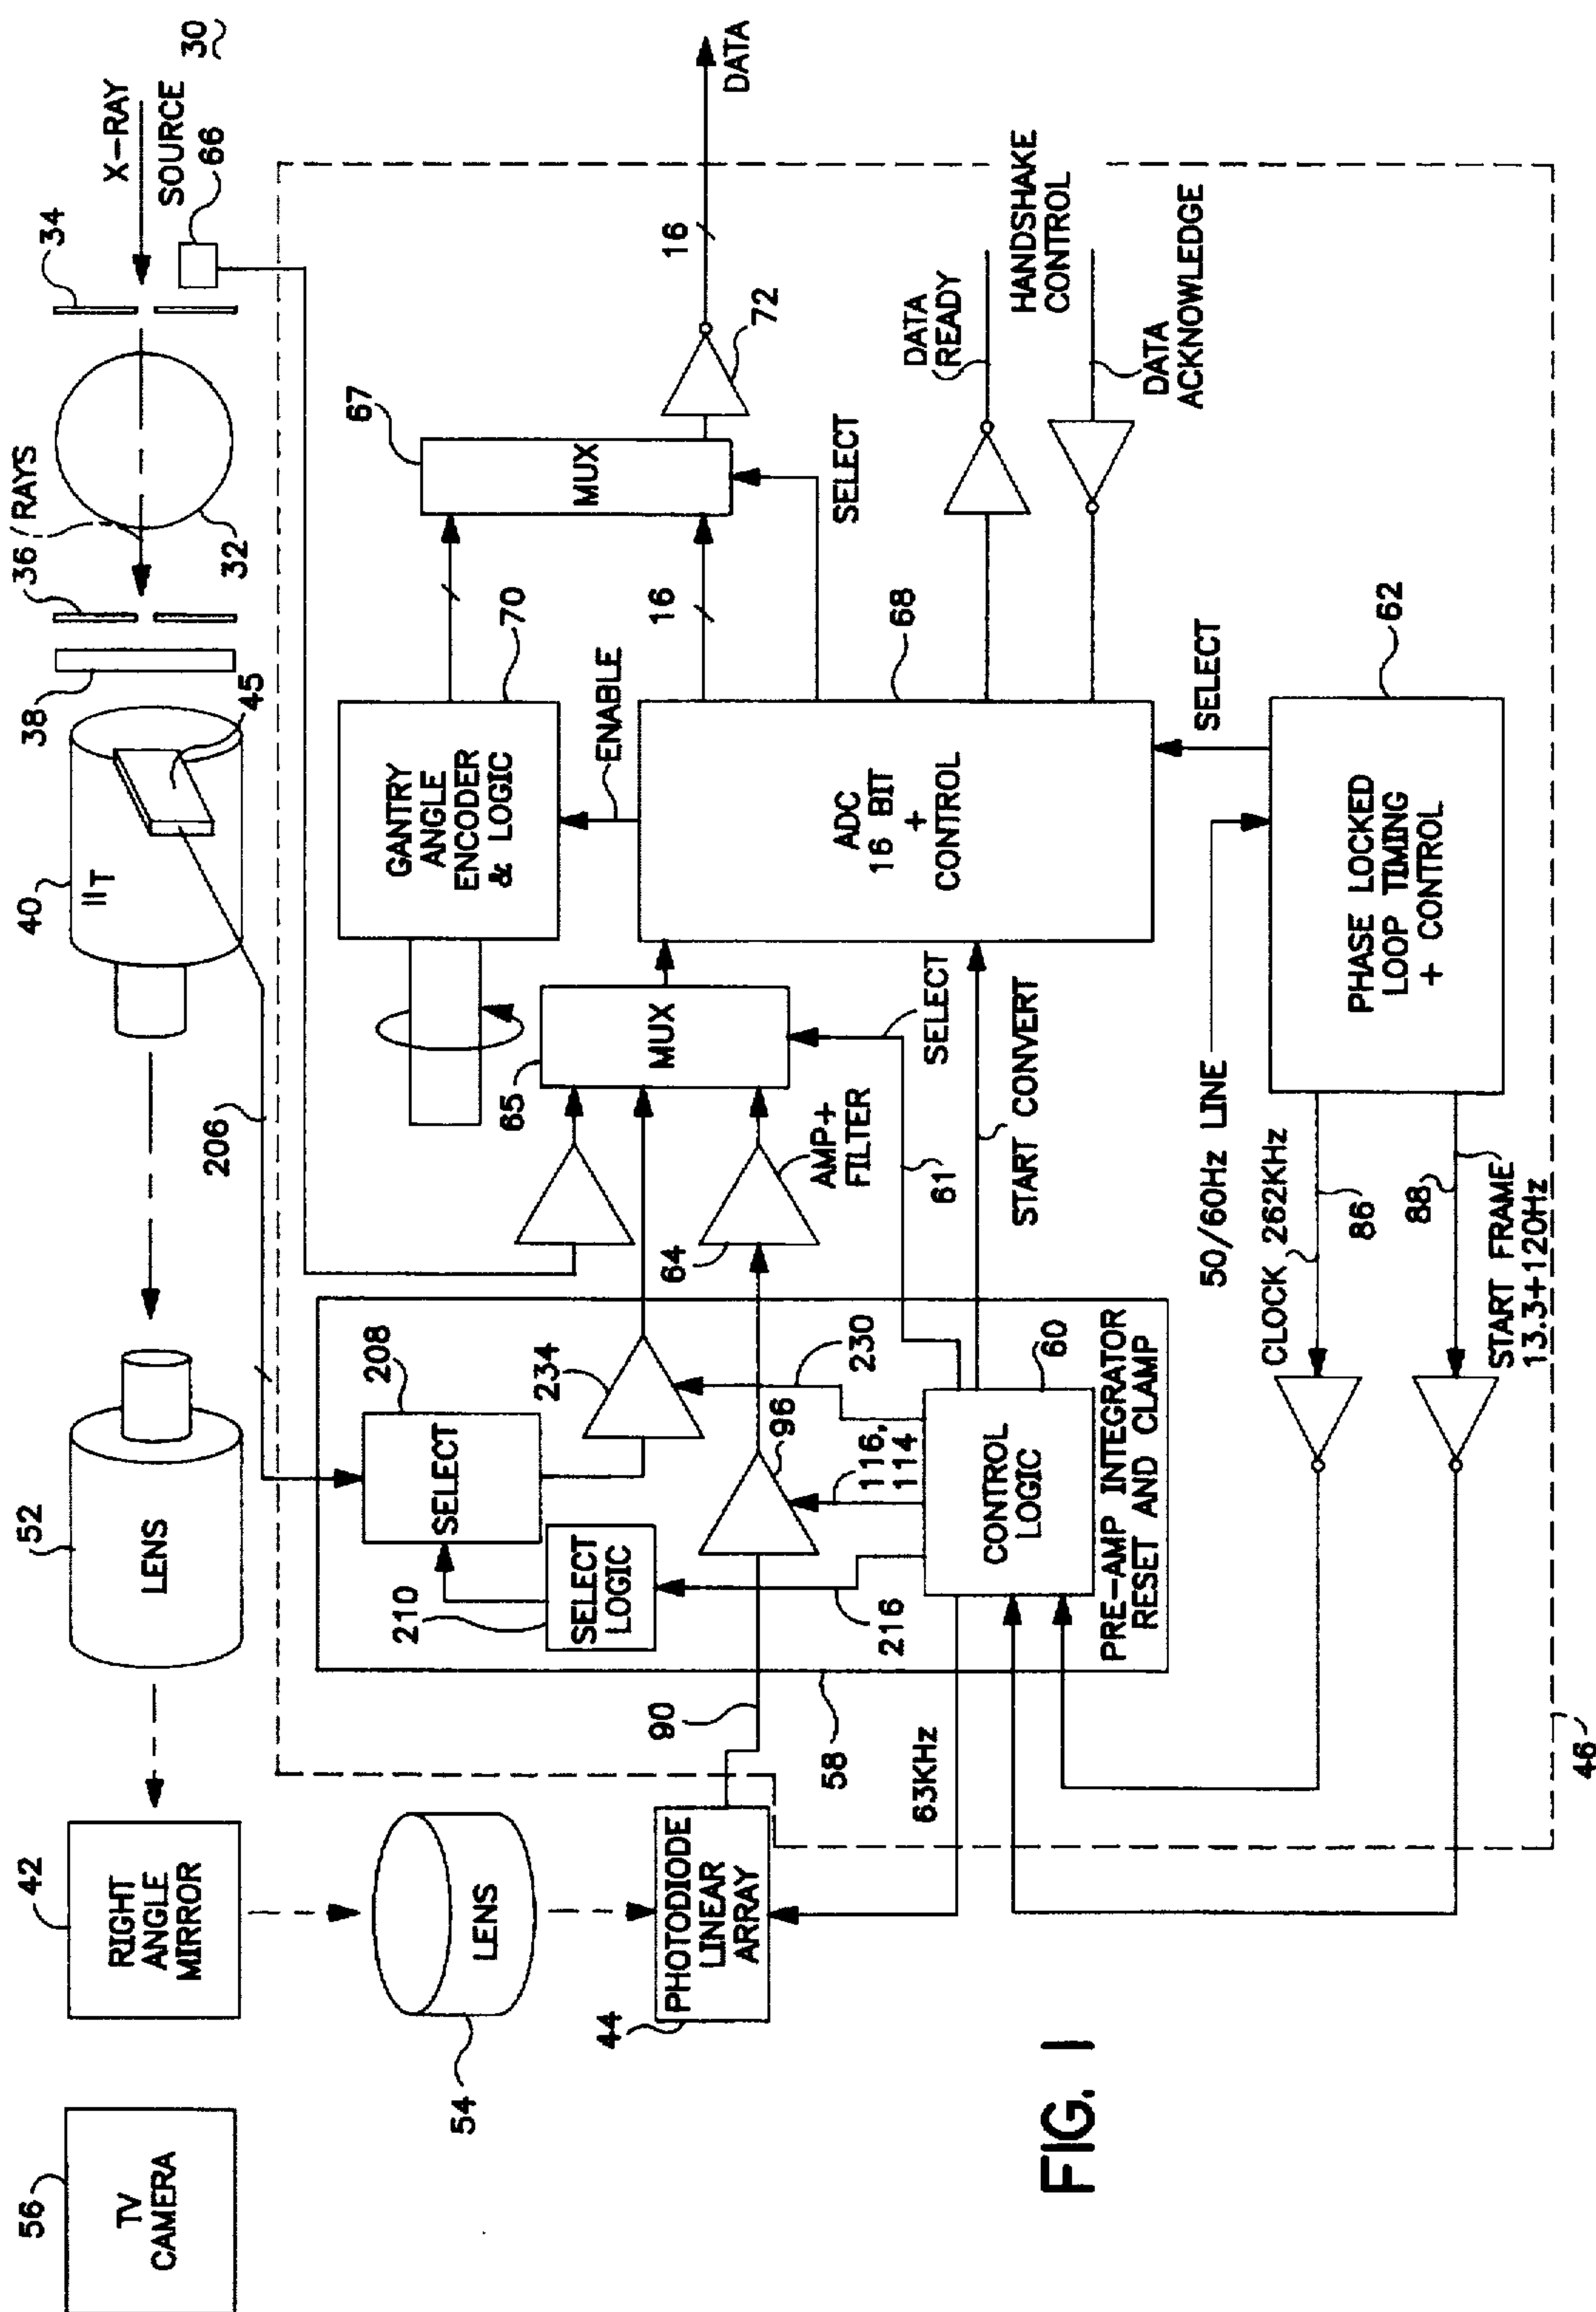 56
TV
CAMERA
42
RIGHT
ANGLE
MIRROR
52
LENS
40
IIT
45
38
36
RAYS
32
34
X-RAY
SOURCE
30
66
54
LENS
44
PHOTODIODE
LINEAR
ARRAY
206
90
58
63KHz
208
SELECT
210
SELECT
LOGIC
216
234
96
116,
114
230
60
CONTROL
LOGIC
PRE-AMP INTEGRATOR
RESET AND CLAMP
64
AMP+
FILTER
65
MUX
61
SELECT
START CONVERT
GANTRY
ANGLE
ENCODER
& LOGIC
70
ENABLE
ADC
16 BIT
+
CONTROL
68
16
67
MUX
SELECT
72
16
DATA
DATA
READY
HANDSHAKE
CONTROL
DATA
ACKNOWLEDGE
SELECT
62
PHASE LOCKED
LOOP TIMING
+ CONTROL
50/60Hz LINE
CLOCK 262KHz
86
88
START FRAME
13.3+120Hz
46
FIG. 1